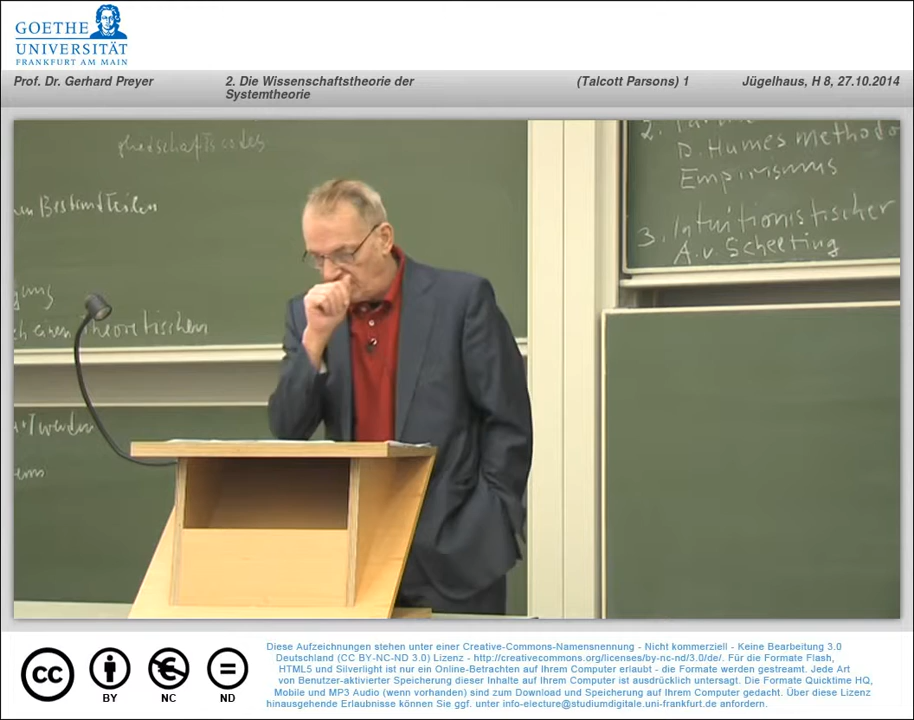 GOETHE
UNIVERSITÄT
FRANKFURT AM MAIN
Prof. Dr. Gerhard Preyer
2. Die Wissenschaftstheorie der
Systemtheorie
(Talcott Parsons) 1
Jügelhaus, H 8, 27.10.2014
Bestandteilen
theoretischen
werden
2.
D. Humes methodo
Empirismus
3. Intuitionistischer
A. v. Schelting
cc
BY
NC
ND
Diese Aufzeichnungen stehen unter einer Creative-Commons-Namensnennung - Nicht kommerziell - Keine Bearbeitung 3.0
Deutschland (CC BY-NC-ND 3.0) Lizenz - http://creativecommons.org/licenses/by-nc-nd/3.0/de/. Für die Formate Flash,
HTML5 und Silverlight ist nur ein Online-Betrachten auf Ihrem Computer erlaubt - die Formate werden gestreamt. Jede Art
von Benutzer-aktivierter Speicherung dieser Inhalte auf Ihrem Computer ist ausdrücklich untersagt. Die Formate Quicktime HQ,
Mobile und MP3 Audio (wenn vorhanden) sind zum Download und Speicherung auf Ihrem Computer gedacht. Über diese Lizenz
hinausgehende Erlaubnisse können Sie ggf. unter info-electure@studiumdigitale.uni-frankfurt.de anfordern.